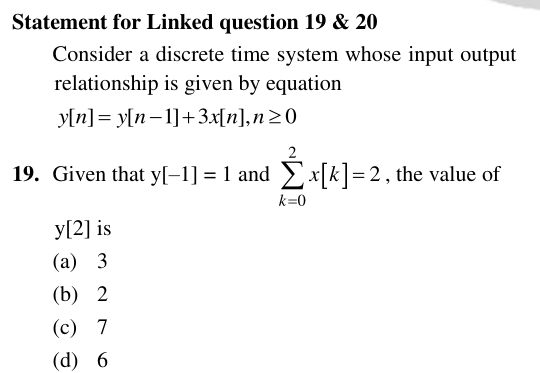 Statement for Linked question 19 & 20
Consider a discrete time system whose input output
relationship is given by equation
y[n] = y[n−1]+3x[n], n ≥ 0
19. Given that y[–1] = 1 and \sum_{k=0}^{2} x[k] = 2, the value of
y[2] is
(a) 3
(b) 2
(c) 7
(d) 6